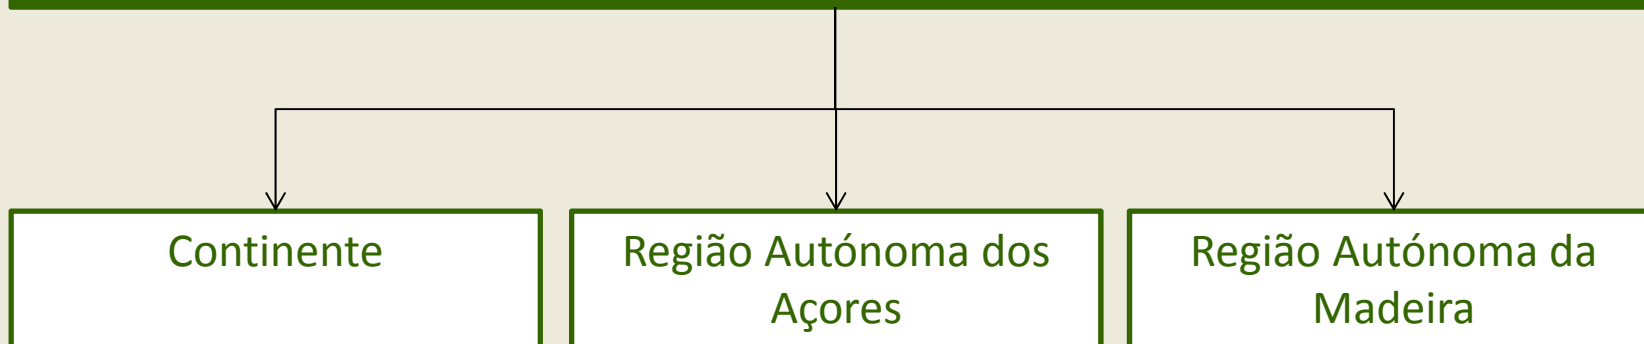 Continente
Região Autónoma dos
Açores
Região Autónoma da
Madeira